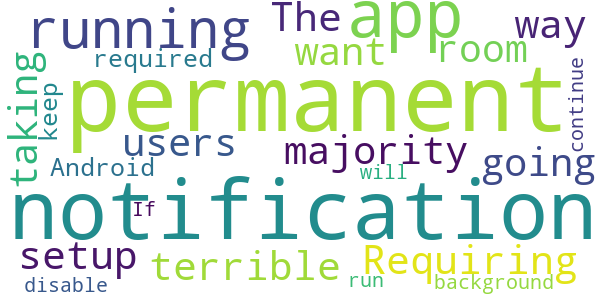 running The app way
required want room
taking keep permanent continue
users majority
Android will going
notification
If
setup terrible Requiring
disable run background